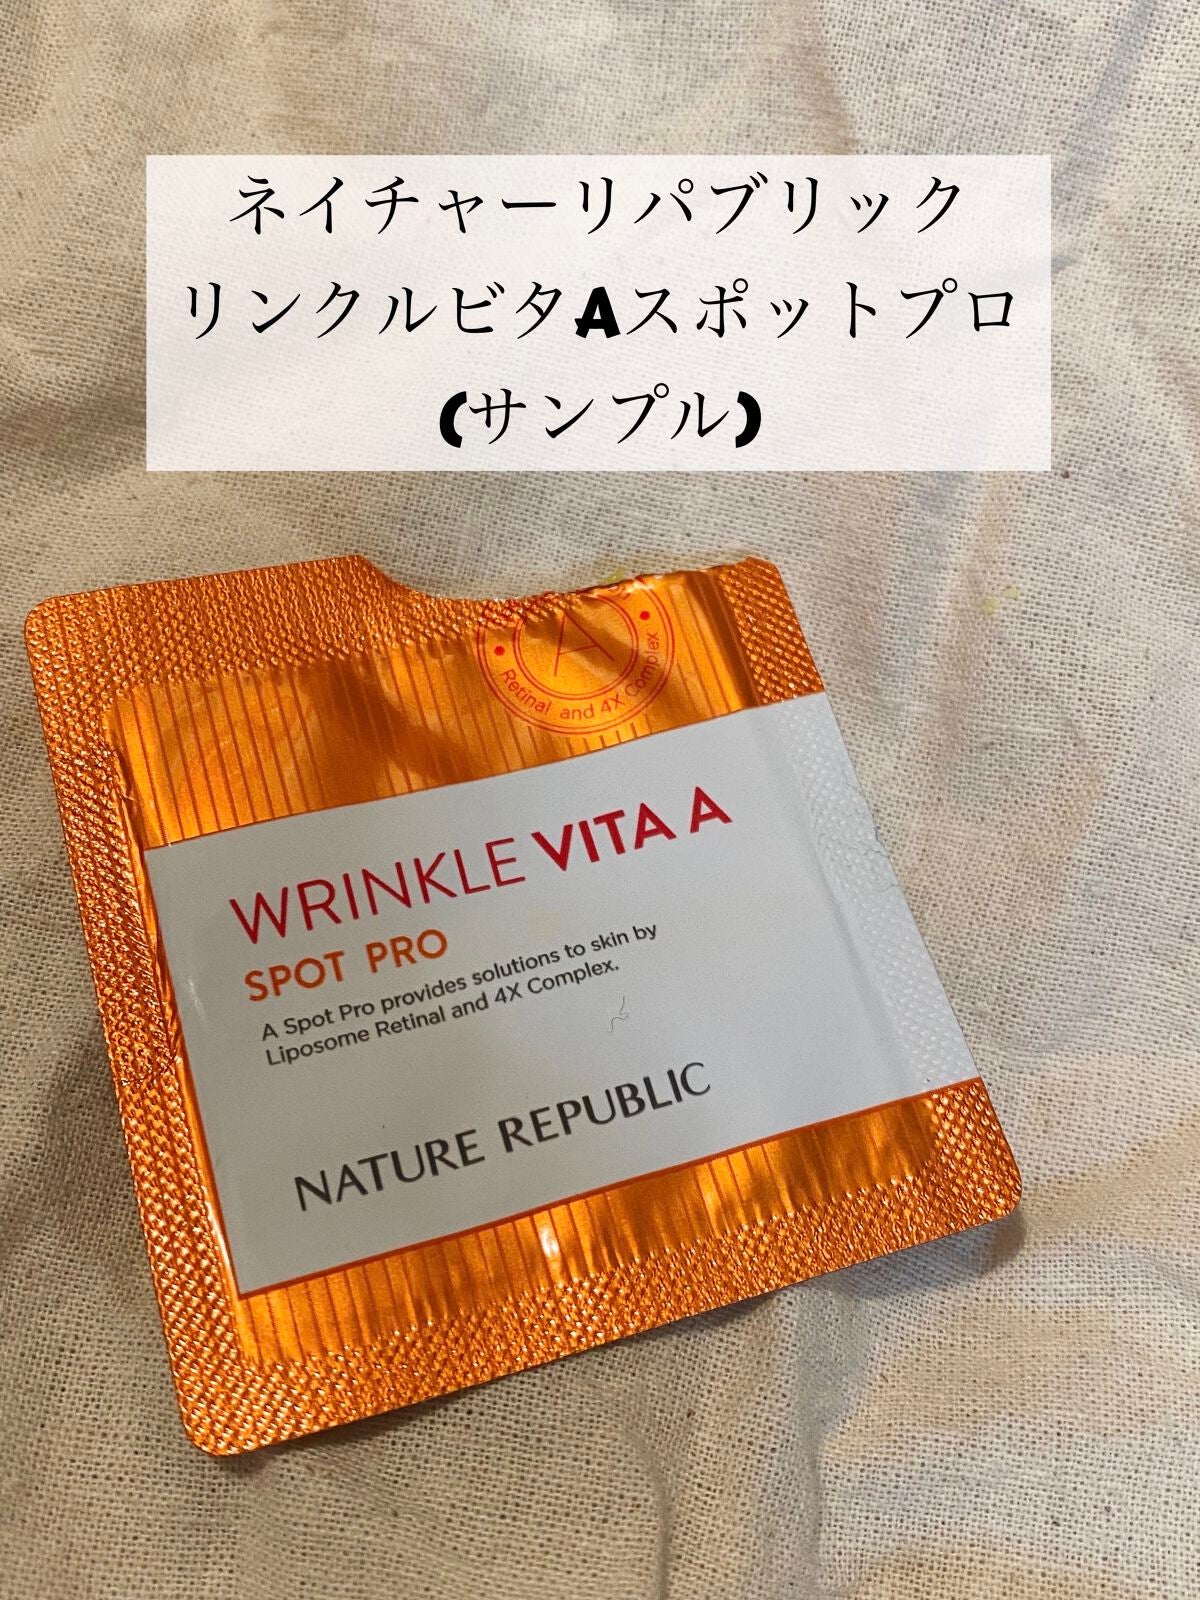 ネイチャーリパブリック
リンクルビタAスポットプロ
(サンプル)
A
Retinal and 4X Complex
WRINKLE VITA A
SPOT PRO
A Spot Pro provides solutions to skin by
Liposome Retinal and 4X Complex.
NATURE REPUBLIC